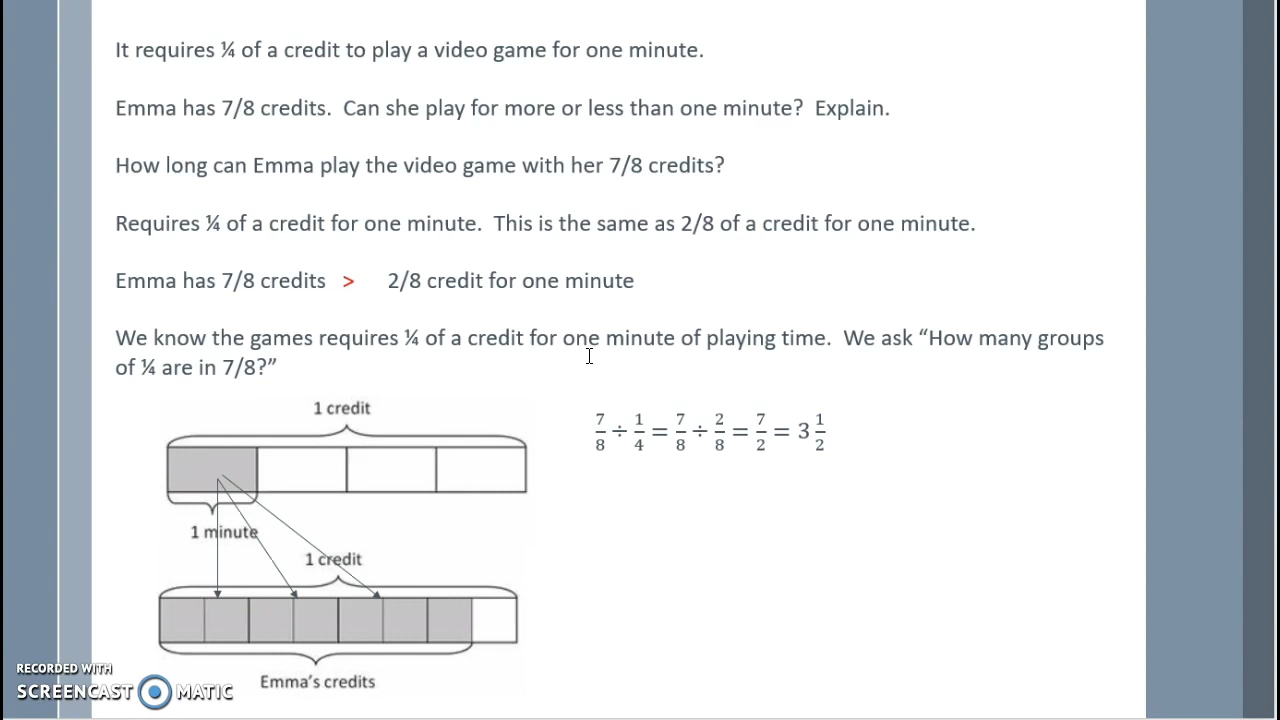 It requires ¼ of a credit to play a video game for one minute.
Emma has 7/8 credits.  Can she play for more or less than one minute?  Explain.
How long can Emma play the video game with her 7/8 credits?
Requires ¼ of a credit for one minute.  This is the same as 2/8 of a credit for one minute.
Emma has 7/8 credits > 2/8 credit for one minute
We know the games requires ¼ of a credit for one minute of playing time.  We ask “How many groups
of ¼ are in 7/8?”
1 credit
7/8 ÷ 1/4 = 7/8 ÷ 2/8 = 7/2 = 3 1/2
1 minute
1 credit
Emma's credits
RECORDED WITH
SCREENCAST MATIC